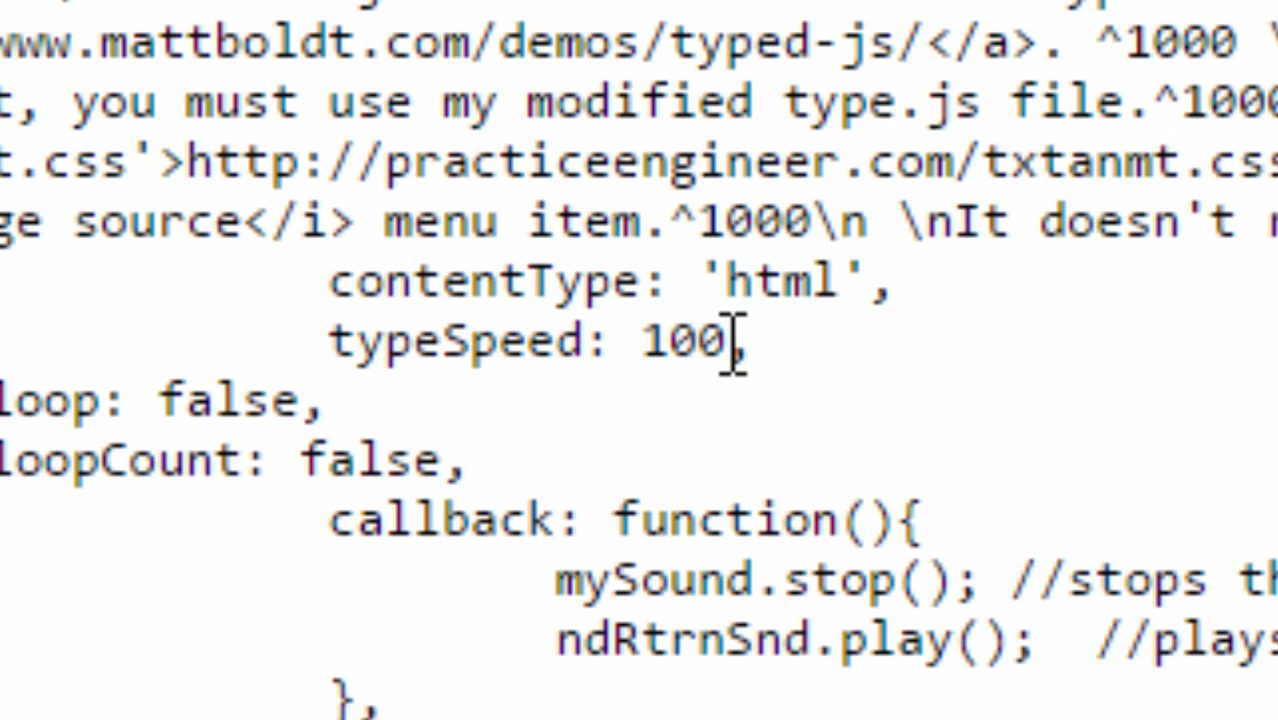 www.mattboldt.com/demos/typed-js/</a>. ^1000 \
t, you must use my modified type.js file.^1000
t.css'>http://practiceengineer.com/txtanmt.css
ge source</i> menu item.^1000\n \nIt doesn't
contentType: 'html',
typeSpeed: 100,
loop: false,
loopCount: false,
callback: function(){
mySound.stop(); //stops th
ndRtrnSnd.play();  //plays
},